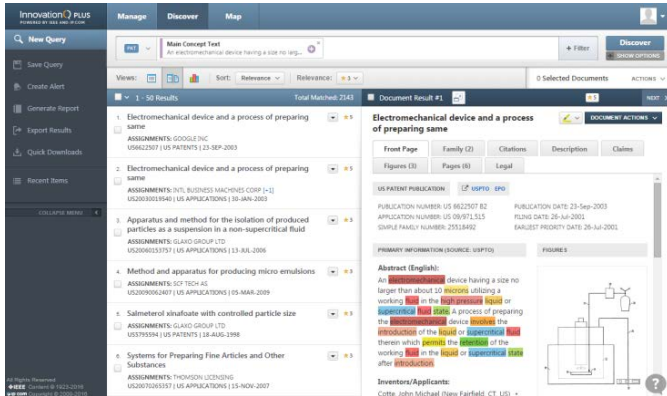 InnovationQ PLUS
POWERED BY IEEE AND IP.COM
Manage
Discover
Map
New Query
Save Query
Create Alert
Generate Report
Export Results
Quick Downloads
Recent Items
COLLAPSE MENU
All Rights Reserved
PAT
Main Concept Text
An electromechanical device having a size no larg...
+ Filter
Discover
SHOW OPTIONS
Views:
Sort: Relevance
Relevance: ★3
0 Selected Documents
ACTIONS
1 - 50 Results
Total Matched: 2143
1. Electromechanical device and a process of preparing
same
★5
ASSIGNMENTS: GOOGLE INC
US6622507 | US PATENTS | 23-SEP-2003
2. Electromechanical device and a process of preparing
same
★5
ASSIGNMENTS: INTL BUSINESS MACHINES CORP [+1]
US20030019540 | US APPLICATIONS | 30-JAN-2003
3. Apparatus and method for the isolation of produced
particles as a suspension in a non-supercritical fluid
ASSIGNMENTS: GLAXO GROUP LTD
US20060153757 | US APPLICATIONS | 13-JUL-2006
4. Method and apparatus for producing micro emulsions
ASSIGNMENTS: SCF TECH AS
US20090062407 | US APPLICATIONS | 05-MAR-2009
5. Salmeterol xinafoate with controlled particle size
ASSIGNMENTS: GLAXO GROUP LTD
US5795594 | US PATENTS | 18-AUG-1998
6. Systems for Preparing Fine Articles and Other
Substances
ASSIGNMENTS: THOMSON LICENSING
US20070265357 | US APPLICATIONS | 15-NOV-2007
Document Result #1
★5
NEXT
Electromechanical device and a process
of preparing same
DOCUMENT ACTIONS
Front Page
Family (2)
Citations
Description
Claims
Figures (3)
Pages (6)
Legal
US PATENT PUBLICATION
USPTO
EPO
PUBLICATION NUMBER: US 6622507 B2
PUBLICATION DATE: 23-Sep-2003
APPLICATION NUMBER: US 09/971,515
FILING DATE: 26-Jul-2001
SIMPLE FAMILY NUMBER: 25518492
EARLIEST PRIORITY DATE: 26-Jul-2001
PRIMARY INFORMATION (SOURCE: USPTO)
FIGURES
Abstract (English):
An electromechanical device having a size no
larger than about 10 microns utilizing a
working fluid in the high pressure liquid or
supercritical fluid state. A process of preparing
the electromechanical device involves the
introduction of the liquid or supercritical fluid
therein which permits the retention of the
working fluid in the liquid or supercritical state
after introduction.
Inventors/Applicants:
Cotte, John Michael (New Fairfield, CT, US)
?